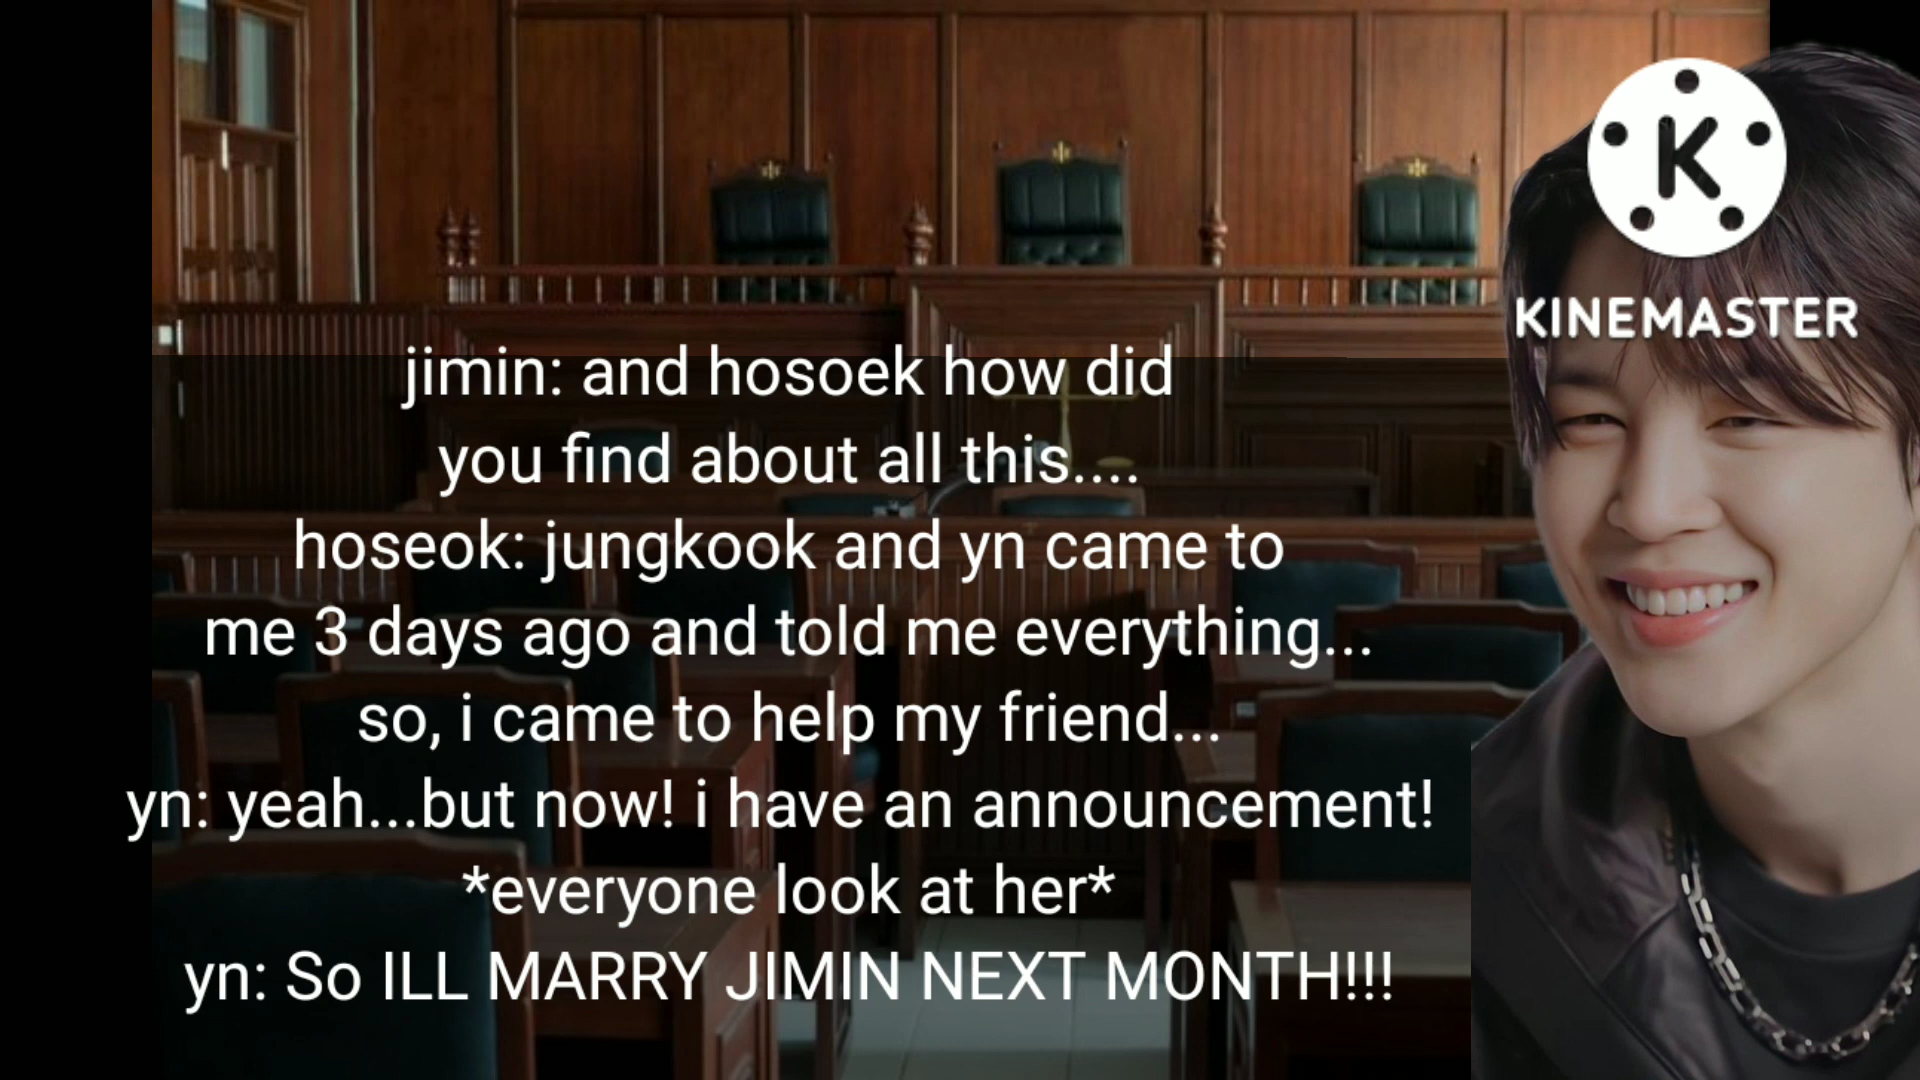 K
KINEMASTER
jimin: and hosoek how did
you find about all this....
hoseok: jungkook and yn came to
me 3 days ago and told me everything...
so, i came to help my friend...
yn: yeah...but now! i have an announcement!
*everyone look at her*
yn: So ILL MARRY JIMIN NEXT MONTH!!!